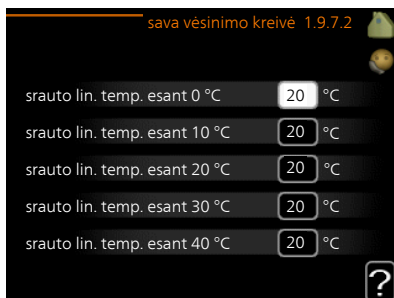 sava vėsinimo kreivė 1.9.7.2
srauto lin. temp. esant 0 °C 20 °C
srauto lin. temp. esant 10 °C 20 °C
srauto lin. temp. esant 20 °C 20 °C
srauto lin. temp. esant 30 °C 20 °C
srauto lin. temp. esant 40 °C 20 °C
?